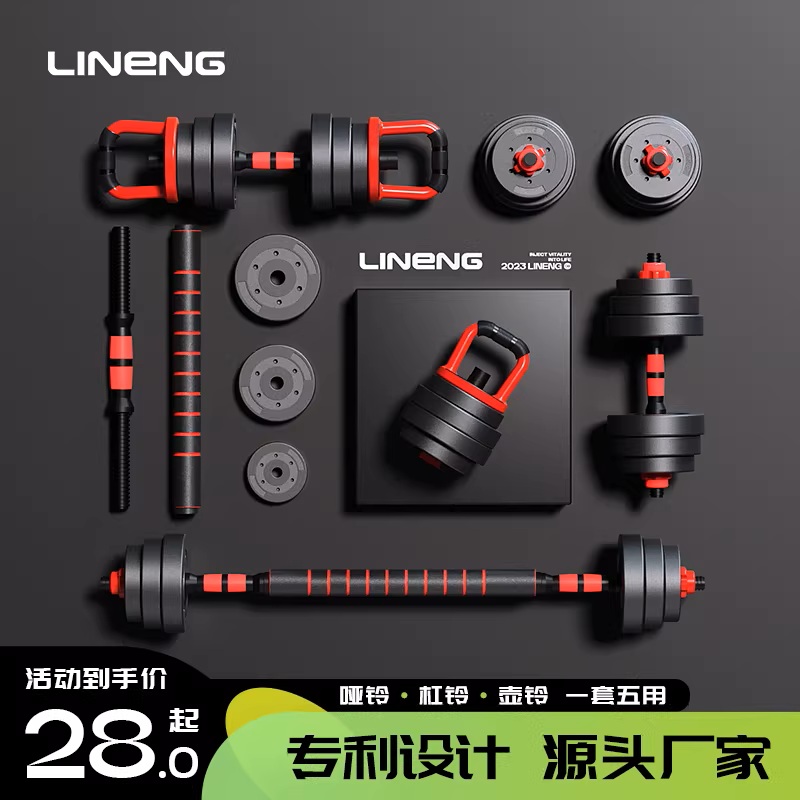 LINENG
LINENG
INJECT VITALITY
INTO LIFE
2023 LINENG ©
活动到手价
28.0起
哑铃·杠铃·壶铃 一套五用
专利设计 源头厂家